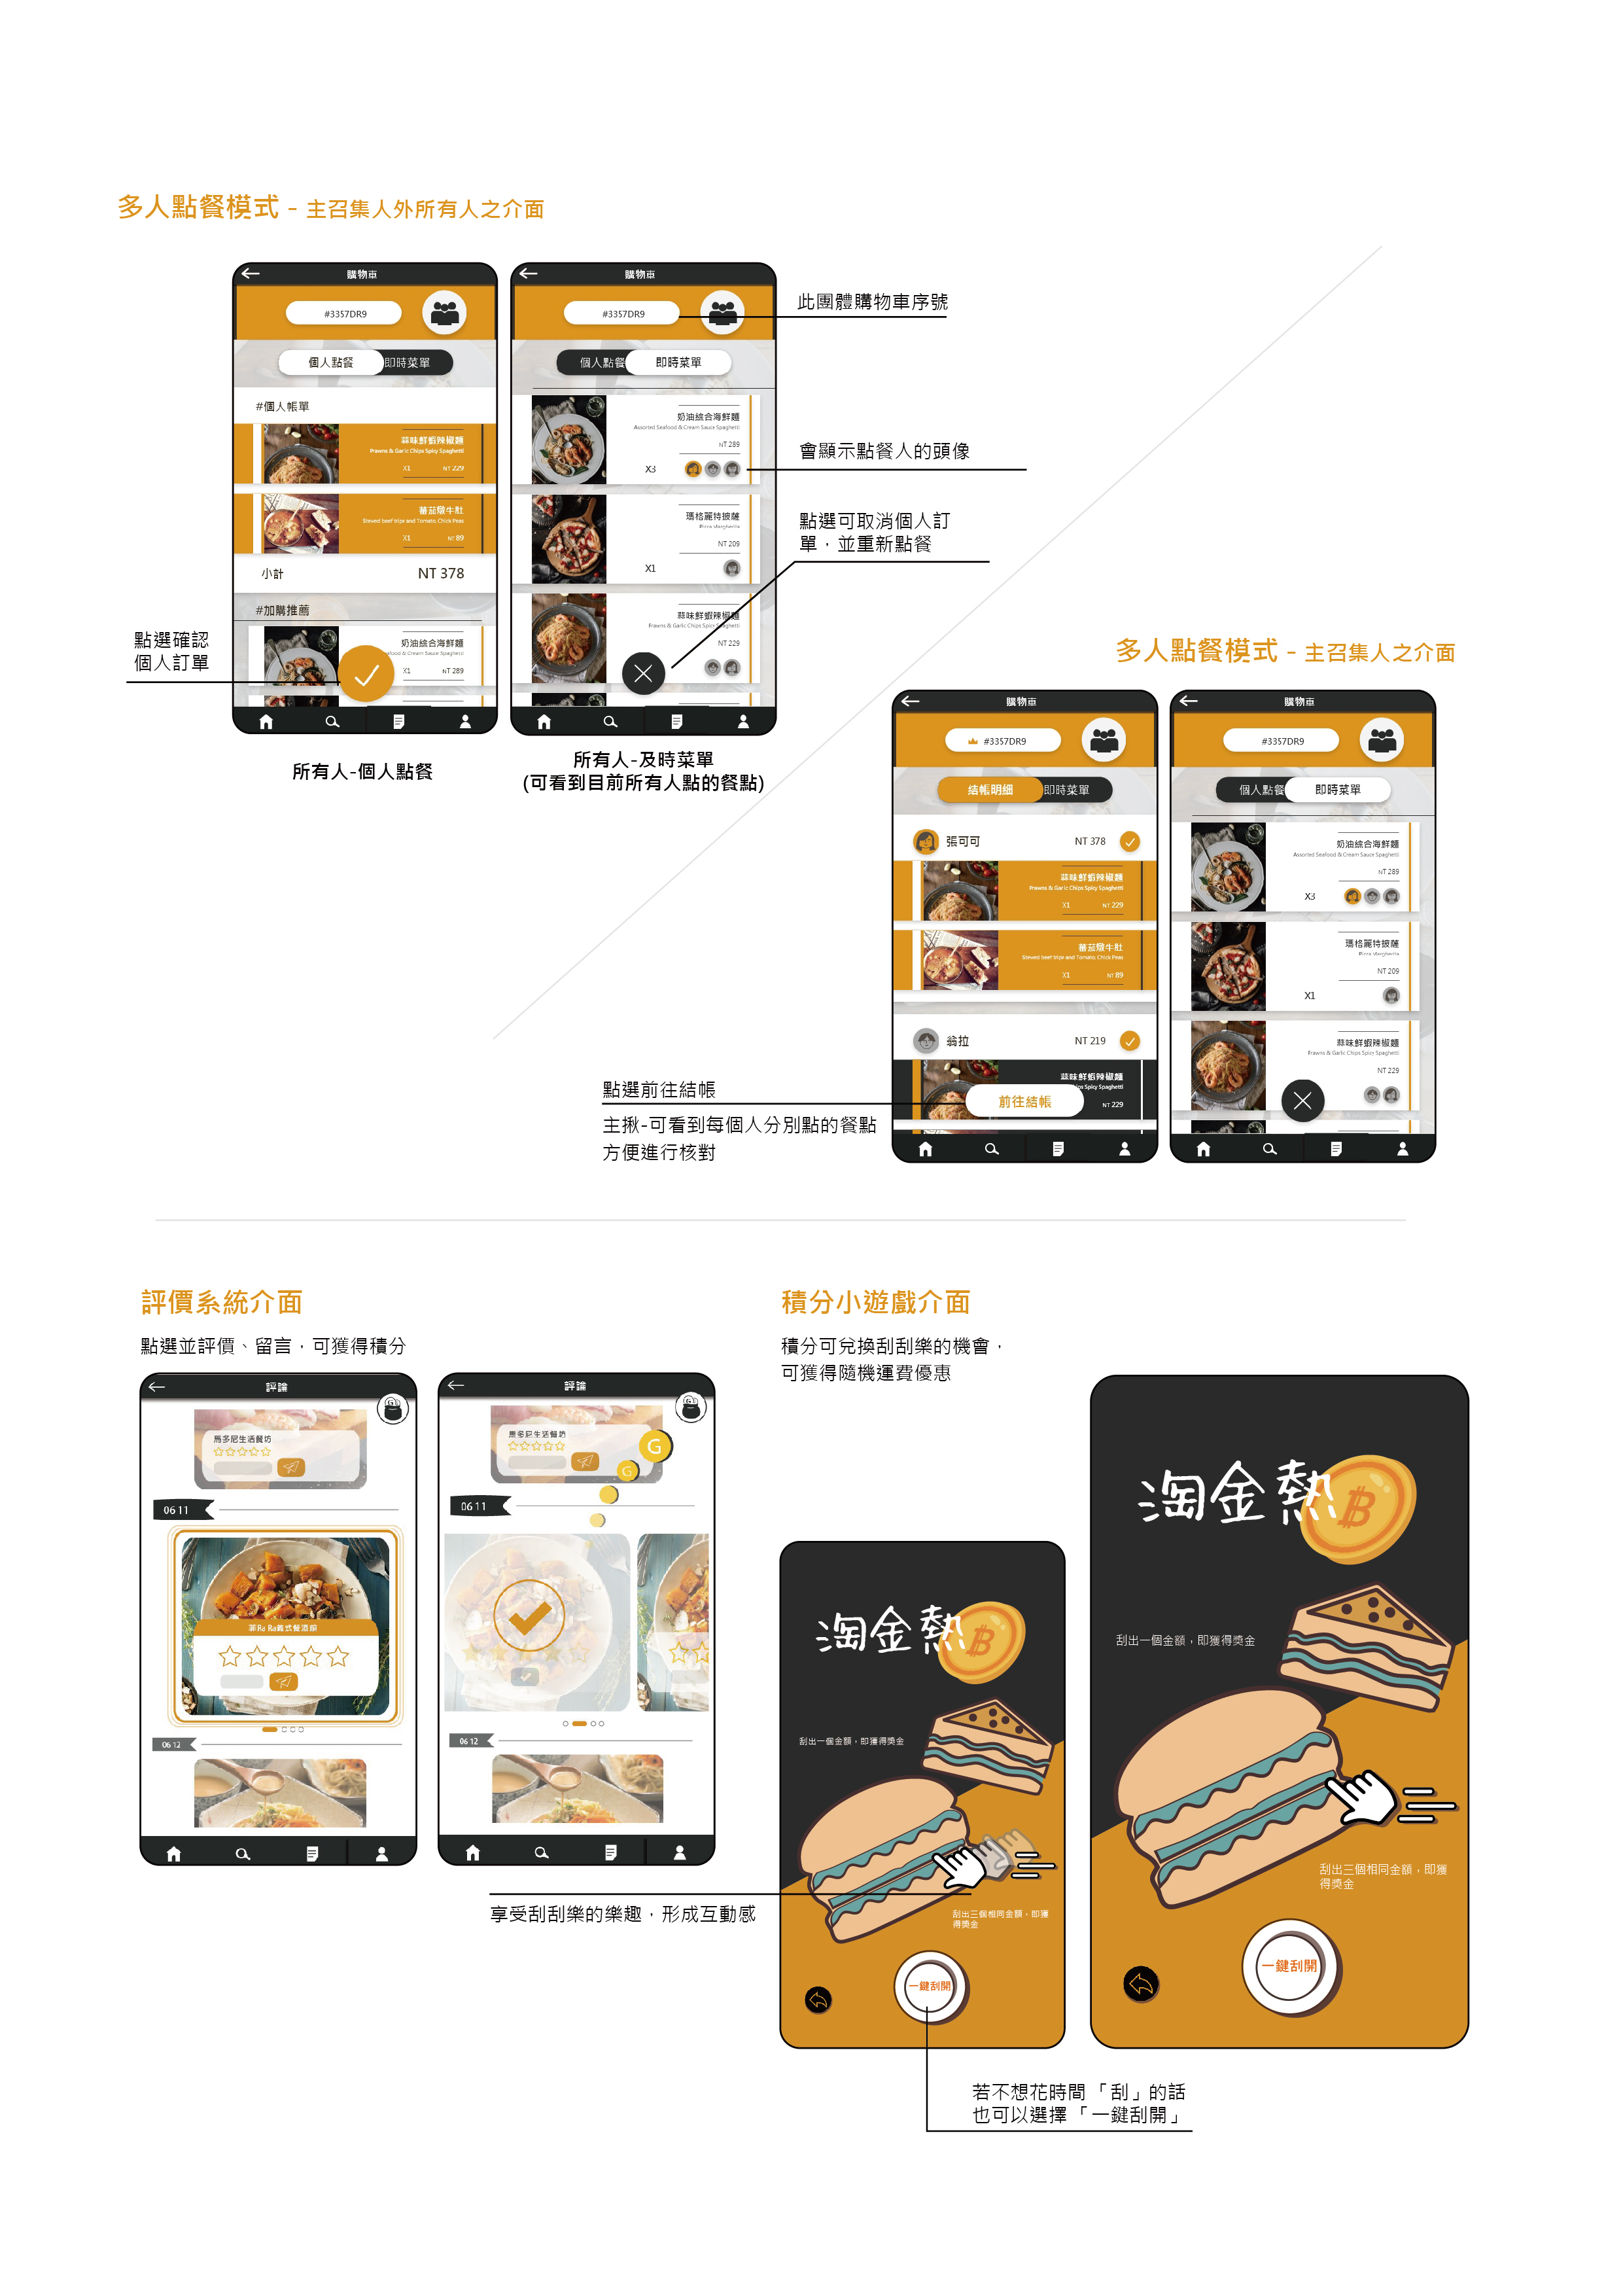 多人點餐模式 - 主召集人外所有人之介面
購物車
#3357DR9
個人點餐 即時菜單
#個人帳單
蒜味鮮蝦辣椒麵
Prawns & Garlic Chips Spicy Spaghetti
X1 NT 229
蕃茄燉牛肚
Stewed beef tripe and Tomato, Chick Peas
X1 NT 89
小計 NT 378
#加購推薦
奶油綜合海鮮麵
Seafood & Cream Sauce Spaghetti
X1 NT 289
點選確認
個人訂單
所有人-個人點餐
購物車
#3357DR9
個人點餐 即時菜單
奶油綜合海鮮麵
Assorted Seafood & Cream Sauce Spaghetti
NT 289
X3
瑪格麗特披薩
Pizza Margherita
NT 209
X1
蒜味鮮蝦辣椒麵
Prawns & Garlic Chips Spicy Spaghetti
NT 229
所有人-及時菜單
(可看到目前所有人點的餐點)
此團體購物車序號
會顯示點餐人的頭像
點選可取消個人訂
單，並重新點餐
多人點餐模式 - 主召集人之介面
購物車
#3357DR9
結帳明細 即時菜單
張可可 NT 378
蒜味鮮蝦辣椒麵
Prawns & Garlic Chips Spicy Spaghetti
X1 NT 229
蕃茄燉牛肚
Stewed beef tripe and Tomato, Chick Peas
X1 NT 89
翁拉 NT 219
蒜味鮮蝦辣椒麵
Chips Spicy Spaghetti
NT 229
前往結帳
購物車
#3357DR9
個人點餐 即時菜單
奶油綜合海鮮麵
Assorted Seafood & Cream Sauce Spaghetti
NT 289
X3
瑪格麗特披薩
Pizza Margherita
NT 209
X1
蒜味鮮蝦辣椒麵
Prawns & Garlic Chips Spicy Spaghetti
NT 229
點選前往結帳
主揪-可看到每個人分別點的餐點
方便進行核對
評價系統介面
點選並評價、留言，可獲得積分
評論
馬多尼生活餐坊
06 11
菲Ra Ra義式餐酒館
06 12
評論
馬多尼生活餐坊
G
G
06 11
06 12
積分小遊戲介面
積分可兌換刮刮樂的機會，
可獲得隨機運費優惠
淘金熱
刮出一個金額，即獲得獎金
刮出三個相同金額，即獲
得獎金
一鍵刮開
淘金熱
刮出一個金額，即獲得獎金
刮出三個相同金額，即獲
得獎金
一鍵刮開
享受刮刮樂的樂趣，形成互動感
若不想花時間「刮」的話
也可以選擇「一鍵刮開」